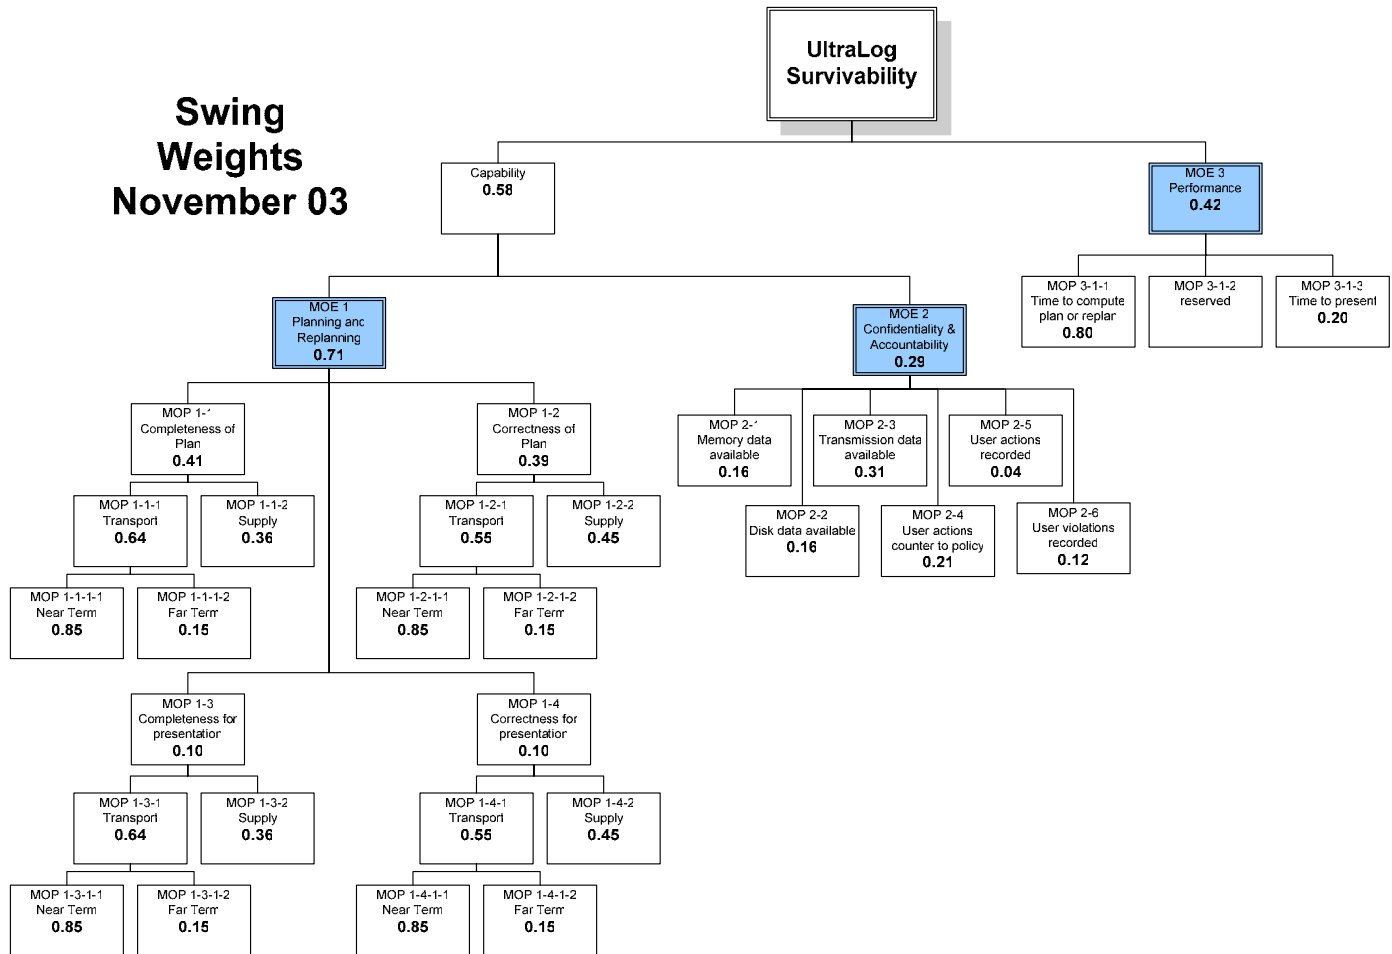 UltraLog
Survivability
Swing
Weights
November 03
Capability
0.58
MOE 3
Performance
0.42
MOP 3-1-1
Time to compute
plan or replan
0.80
MOP 3-1-2
reserved
MOP 3-1-3
Time to present
0.20
MOE 1
Planning and
Replanning
0.71
MOE 2
Confidentiality &
Accountability
0.29
MOP 1-1
Completeness of
Plan
0.41
MOP 1-2
Correctness of
Plan
0.39
MOP 2-1
Memory data
available
0.16
MOP 2-3
Transmission data
available
0.31
MOP 2-5
User actions
recorded
0.04
MOP 1-1-1
Transport
0.64
MOP 1-1-2
Supply
0.36
MOP 1-2-1
Transport
0.55
MOP 1-2-2
Supply
0.45
MOP 2-2
Disk data available
0.16
MOP 2-4
User actions
counter to policy
0.21
MOP 2-6
User violations
recorded
0.12
MOP 1-1-1-1
Near Term
0.85
MOP 1-1-1-2
Far Term
0.15
MOP 1-2-1-1
Near Term
0.85
MOP 1-2-1-2
Far Term
0.15
MOP 1-3
Completeness for
presentation
0.10
MOP 1-4
Correctness for
presentation
0.10
MOP 1-3-1
Transport
0.64
MOP 1-3-2
Supply
0.36
MOP 1-4-1
Transport
0.55
MOP 1-4-2
Supply
0.45
MOP 1-3-1-1
Near Term
0.85
MOP 1-3-1-2
Far Term
0.15
MOP 1-4-1-1
Near Term
0.85
MOP 1-4-1-2
Far Term
0.15